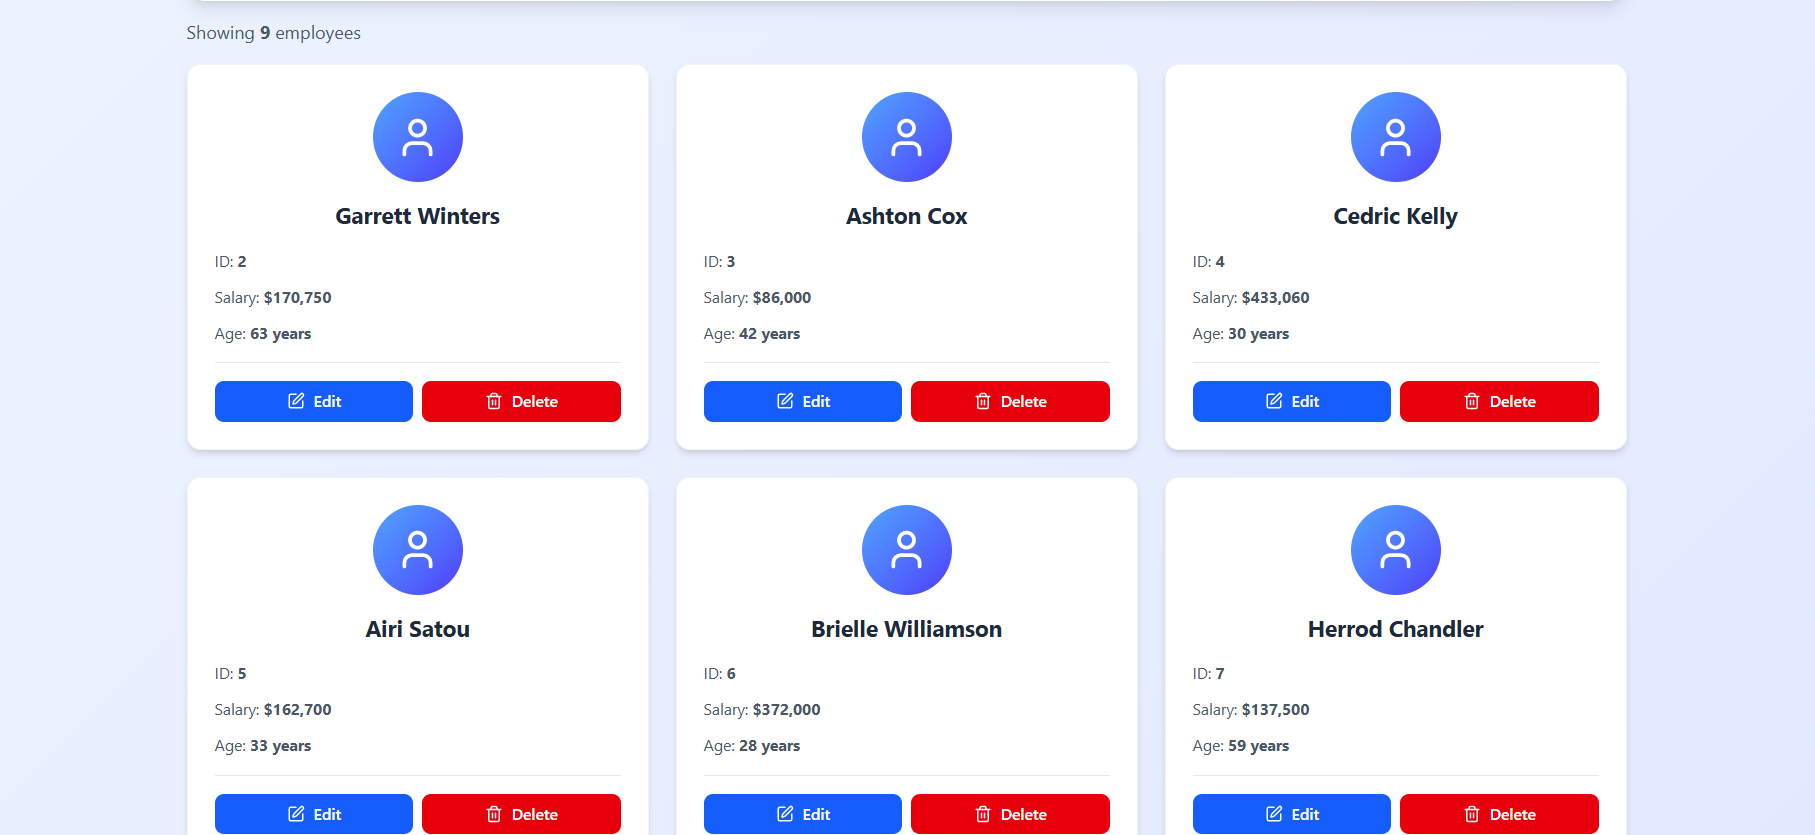 Showing 9 employees
Garrett Winters
ID: 2
Salary: $170,750
Age: 63 years
Edit
Delete
Ashton Cox
ID: 3
Salary: $86,000
Age: 42 years
Edit
Delete
Cedric Kelly
ID: 4
Salary: $433,060
Age: 30 years
Edit
Delete
Airi Satou
ID: 5
Salary: $162,700
Age: 33 years
Edit
Delete
Brielle Williamson
ID: 6
Salary: $372,000
Age: 28 years
Edit
Delete
Herrod Chandler
ID: 7
Salary: $137,500
Age: 59 years
Edit
Delete